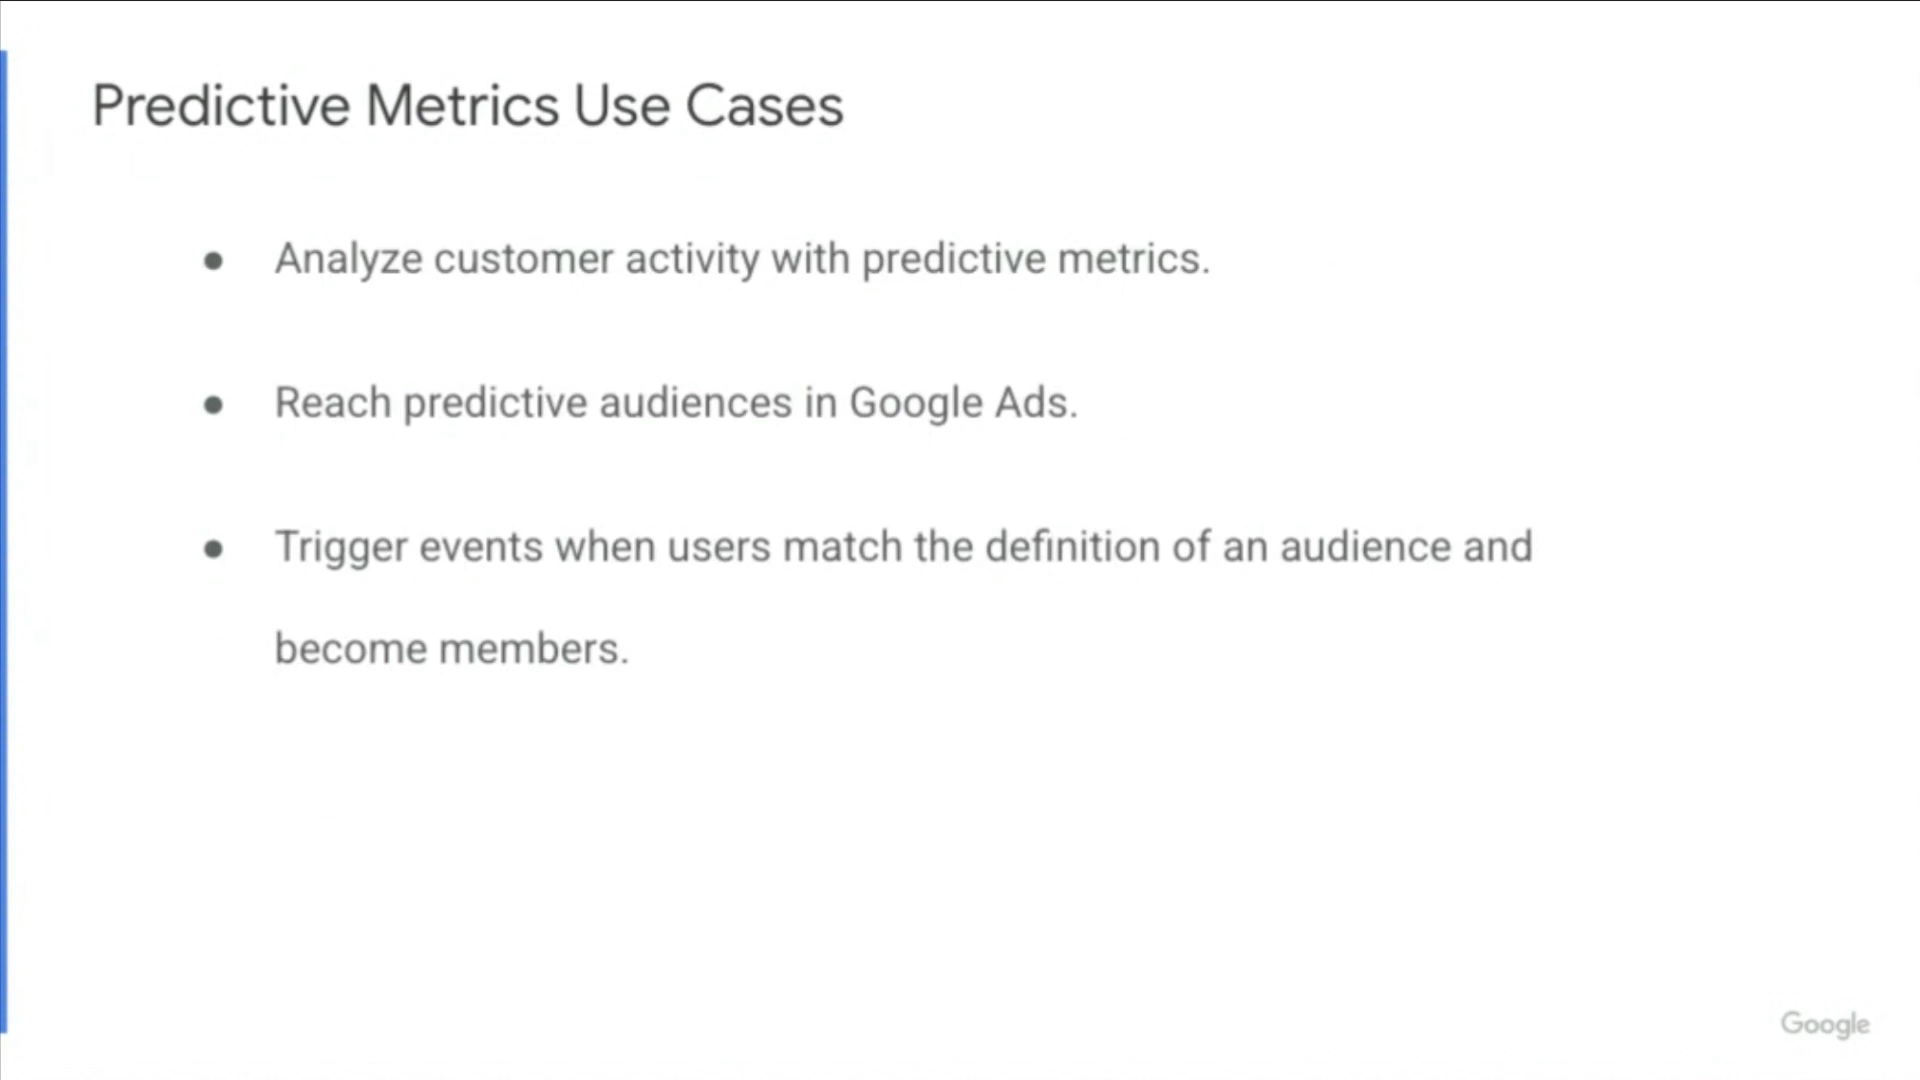 Predictive Metrics Use Cases
● Analyze customer activity with predictive metrics.
● Reach predictive audiences in Google Ads.
● Trigger events when users match the definition of an audience and
become members.
Google